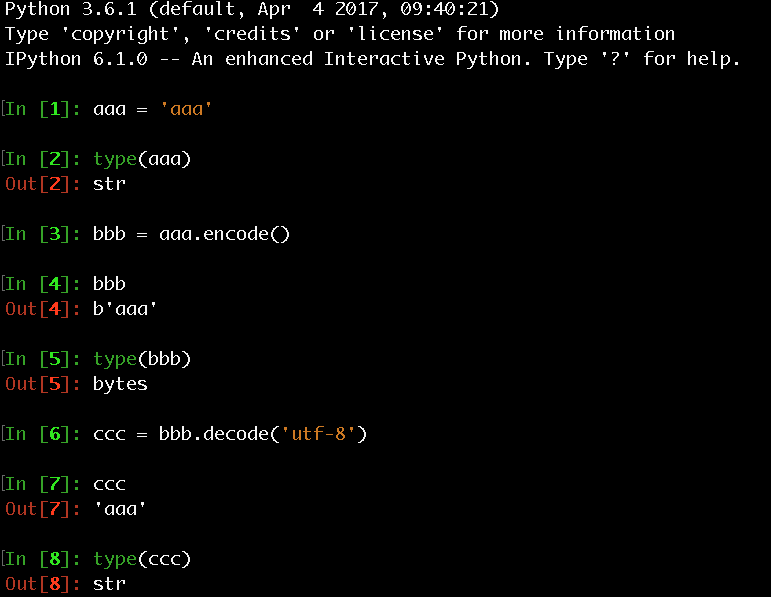 Python 3.6.1 (default, Apr  4 2017, 09:40:21)
Type 'copyright', 'credits' or 'license' for more information
IPython 6.1.0 -- An enhanced Interactive Python. Type '?' for help.
In [1]: aaa = 'aaa'
In [2]: type(aaa)
Out[2]: str
In [3]: bbb = aaa.encode()
In [4]: bbb
Out[4]: b'aaa'
In [5]: type(bbb)
Out[5]: bytes
In [6]: ccc = bbb.decode('utf-8')
In [7]: ccc
Out[7]: 'aaa'
In [8]: type(ccc)
Out[8]: str